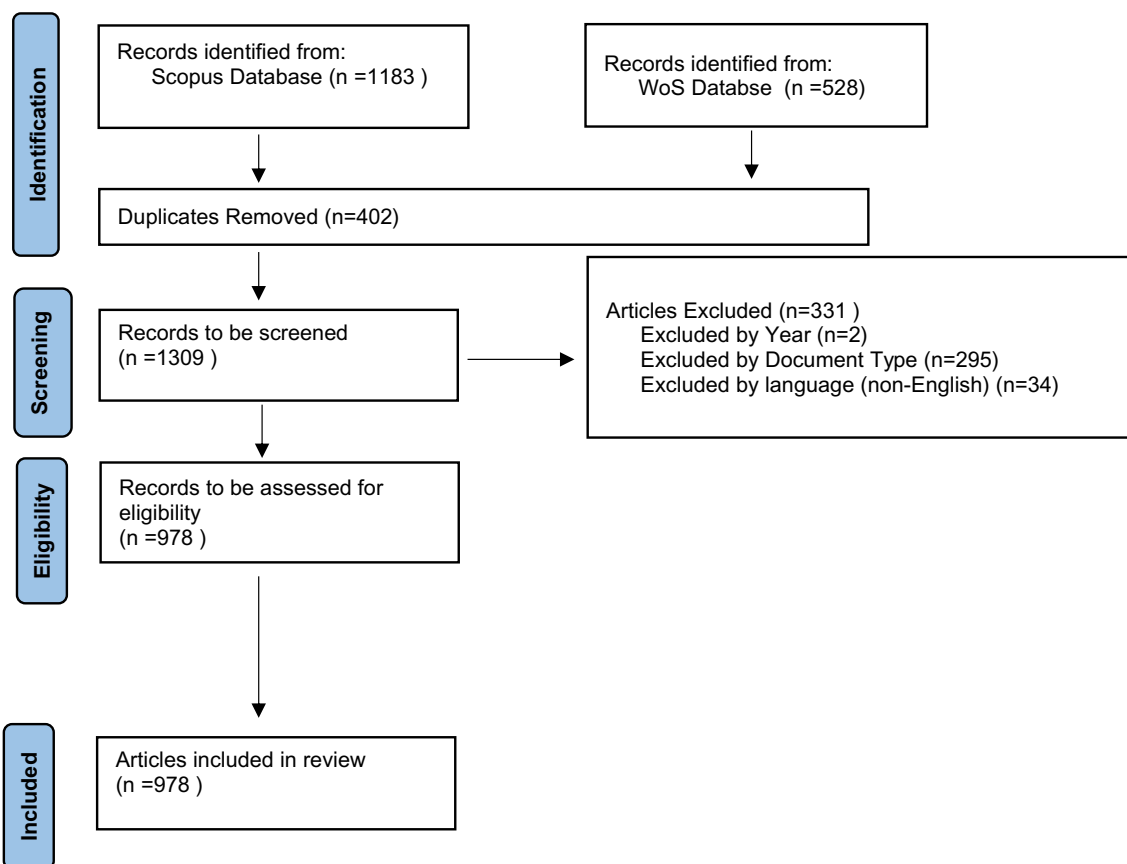 Identification
Records identified from:
Scopus Database (n =1183 )
Records identified from:
WoS Databse  (n =528)
Duplicates Removed (n=402)
Screening
Records to be screened
(n =1309 )
Articles Excluded (n=331 )
Excluded by Year (n=2)
Excluded by Document Type (n=295)
Excluded by language (non-English) (n=34)
Eligibility
Records to be assessed for
eligibility
(n =978 )
Included
Articles included in review
(n =978 )